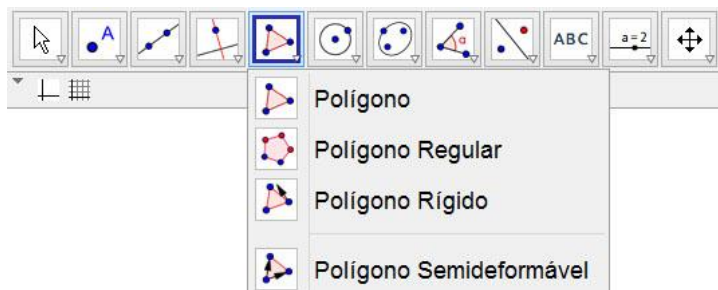 A α ABC a=2
Polígono
Polígono Regular
Polígono Rígido
Polígono Semideformável